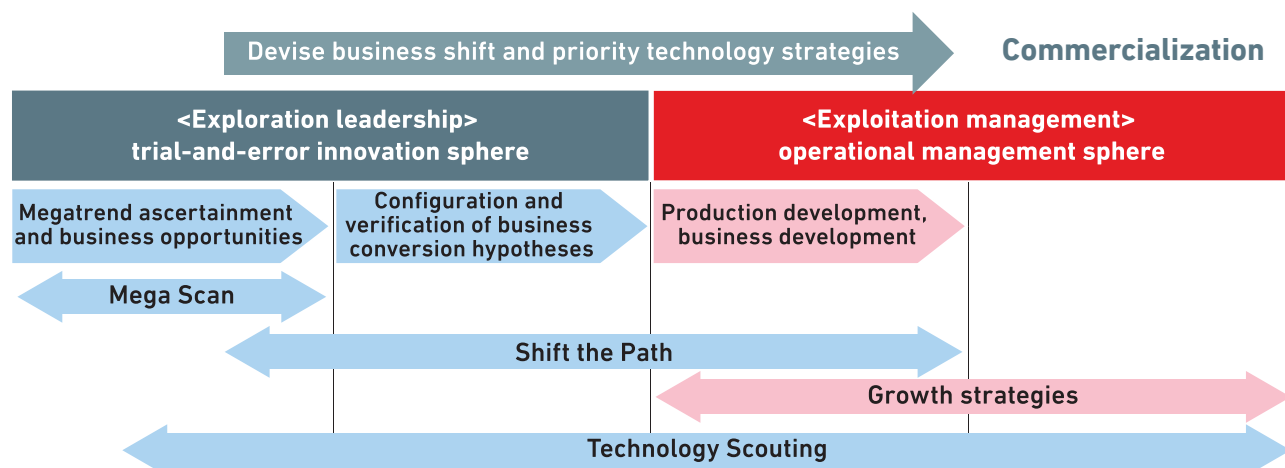 Devise business shift and priority technology strategies
Commercialization
<Exploration leadership>
trial-and-error innovation sphere
<Exploitation management>
operational management sphere
Megatrend ascertainment
and business opportunities
Configuration and
verification of business
conversion hypotheses
Production development,
business development
Mega Scan
Shift the Path
Growth strategies
Technology Scouting